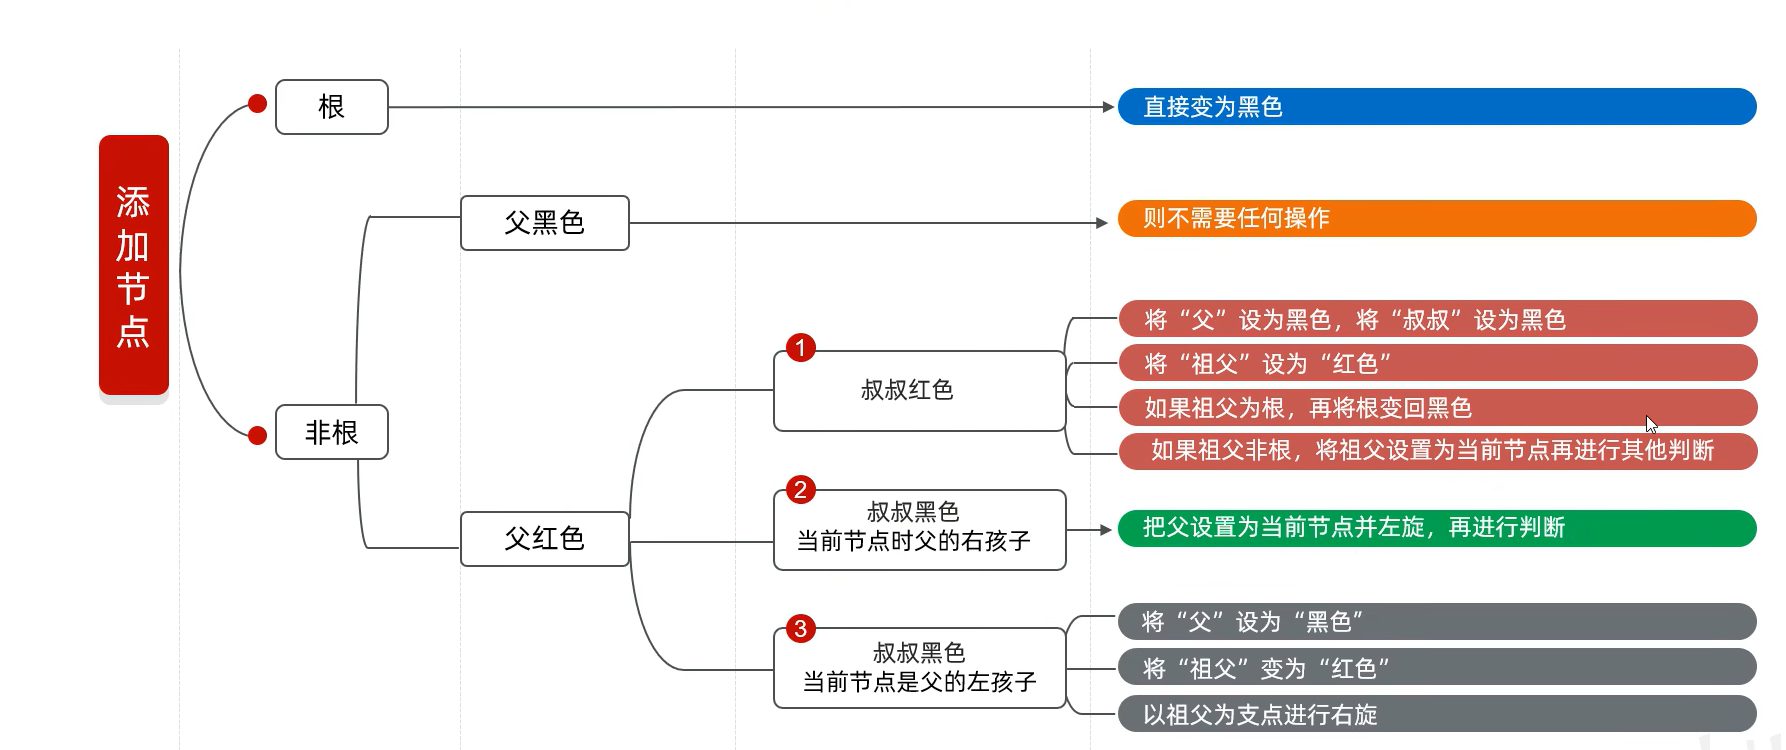 添加节点
根
直接变为黑色
父黑色
则不需要任何操作
非根
父红色
1
叔叔红色
将“父”设为黑色，将“叔叔”设为黑色
将“祖父”设为“红色”
如果祖父为根，再将根变回黑色
如果祖父非根，将祖父设置为当前节点再进行其他判断
2
叔叔黑色
当前节点时父的右孩子
把父设置为当前节点并左旋，再进行判断
3
叔叔黑色
当前节点是父的左孩子
将“父”设为“黑色”
将“祖父”变为“红色”
以祖父为支点进行右旋